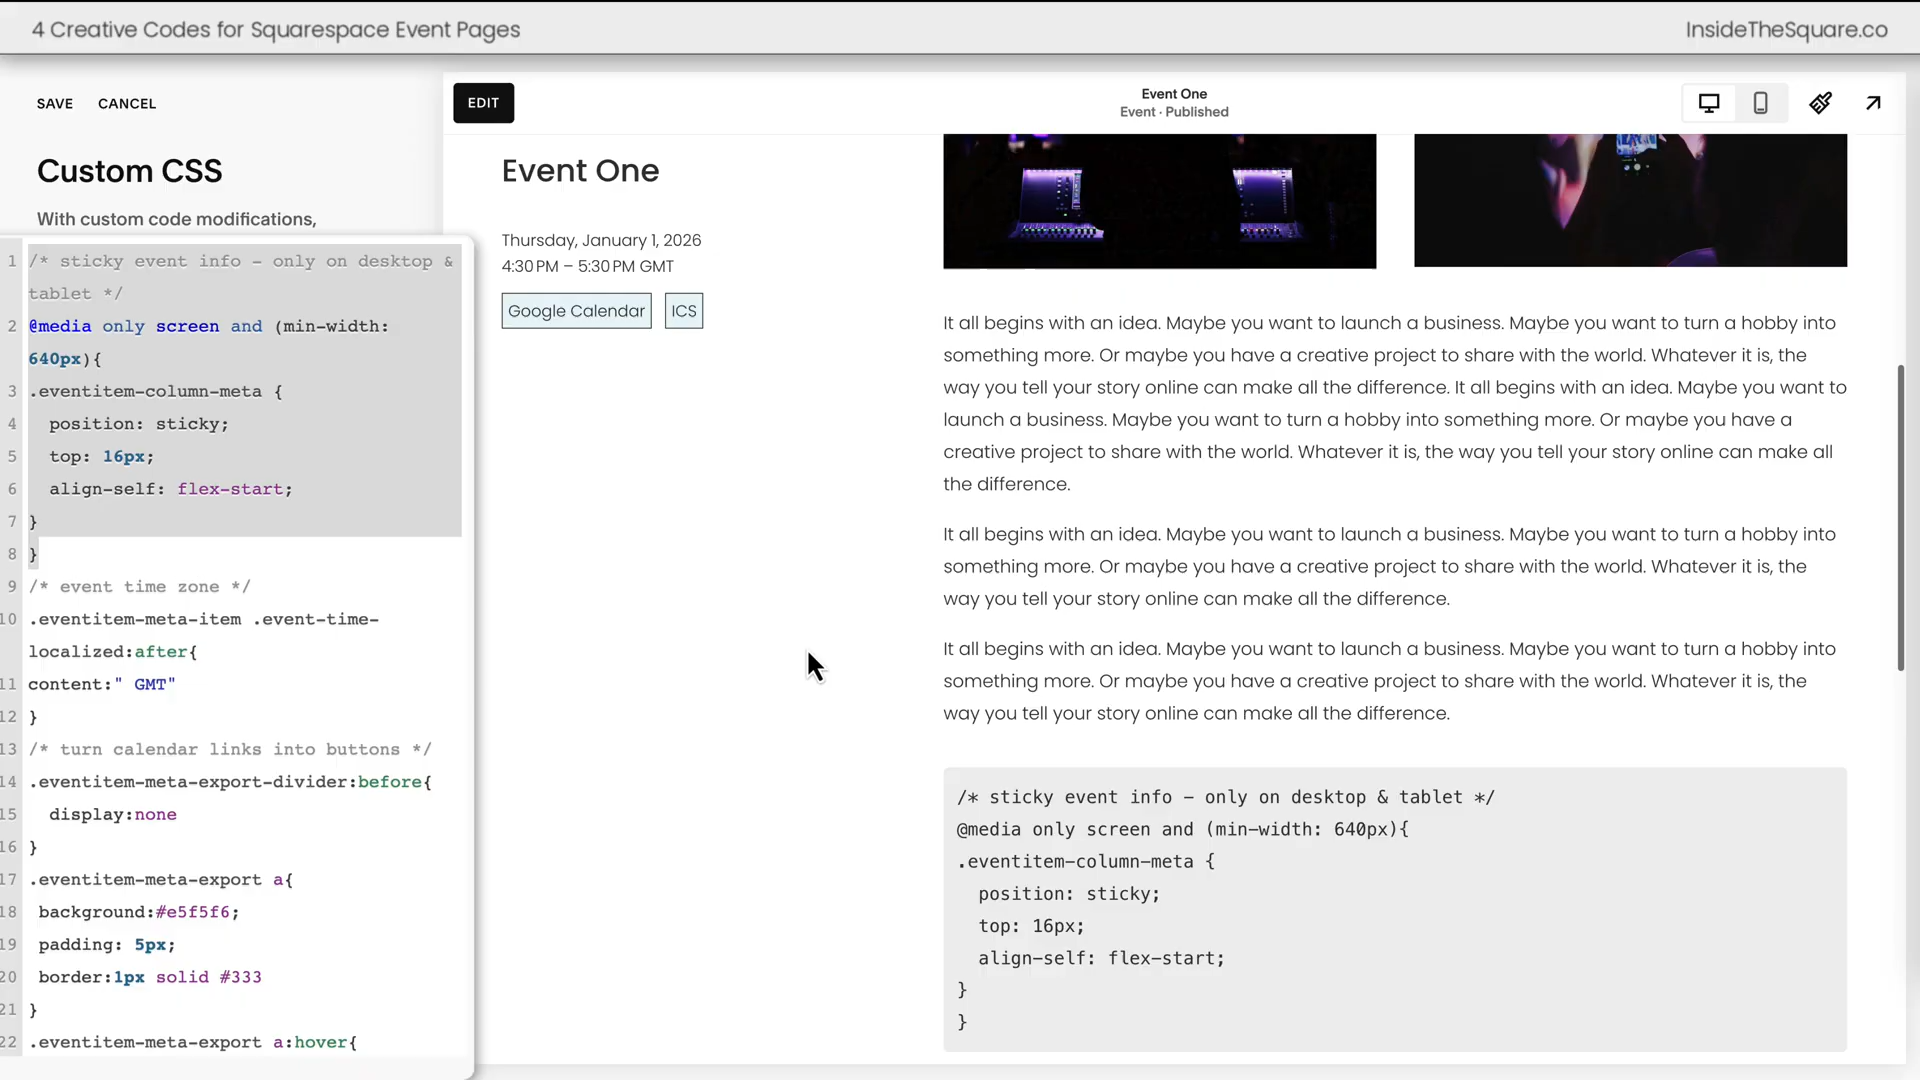 4 Creative Codes for Squarespace Event Pages
InsideTheSquare.co
SAVE CANCEL
Custom CSS
With custom code modifications,
1 /* sticky event info - only on desktop &
tablet */
2 @media only screen and (min-width:
640px){
3 .eventitem-column-meta {
4 position: sticky;
5 top: 16px;
6 align-self: flex-start;
7 }
8 }
9 /* event time zone */
10 .eventitem-meta-item .event-time-
localized:after{
11 content:" GMT"
12 }
13 /* turn calendar links into buttons */
14 .eventitem-meta-export-divider:before{
15 display:none
16 }
17 .eventitem-meta-export a{
18 background:#e5f5f6;
19 padding: 5px;
20 border:1px solid #333
21 }
22 .eventitem-meta-export a:hover{
EDIT
Event One
Event · Published
Event One
Thursday, January 1, 2026
4:30 PM – 5:30 PM GMT
Google Calendar ICS
It all begins with an idea. Maybe you want to launch a business. Maybe you want to turn a hobby into
something more. Or maybe you have a creative project to share with the world. Whatever it is, the
way you tell your story online can make all the difference. It all begins with an idea. Maybe you want to
launch a business. Maybe you want to turn a hobby into something more. Or maybe you have a
creative project to share with the world. Whatever it is, the way you tell your story online can make all
the difference.
It all begins with an idea. Maybe you want to launch a business. Maybe you want to turn a hobby into
something more. Or maybe you have a creative project to share with the world. Whatever it is, the
way you tell your story online can make all the difference.
It all begins with an idea. Maybe you want to launch a business. Maybe you want to turn a hobby into
something more. Or maybe you have a creative project to share with the world. Whatever it is, the
way you tell your story online can make all the difference.
/* sticky event info - only on desktop & tablet */
@media only screen and (min-width: 640px){
.eventitem-column-meta {
position: sticky;
top: 16px;
align-self: flex-start;
}
}